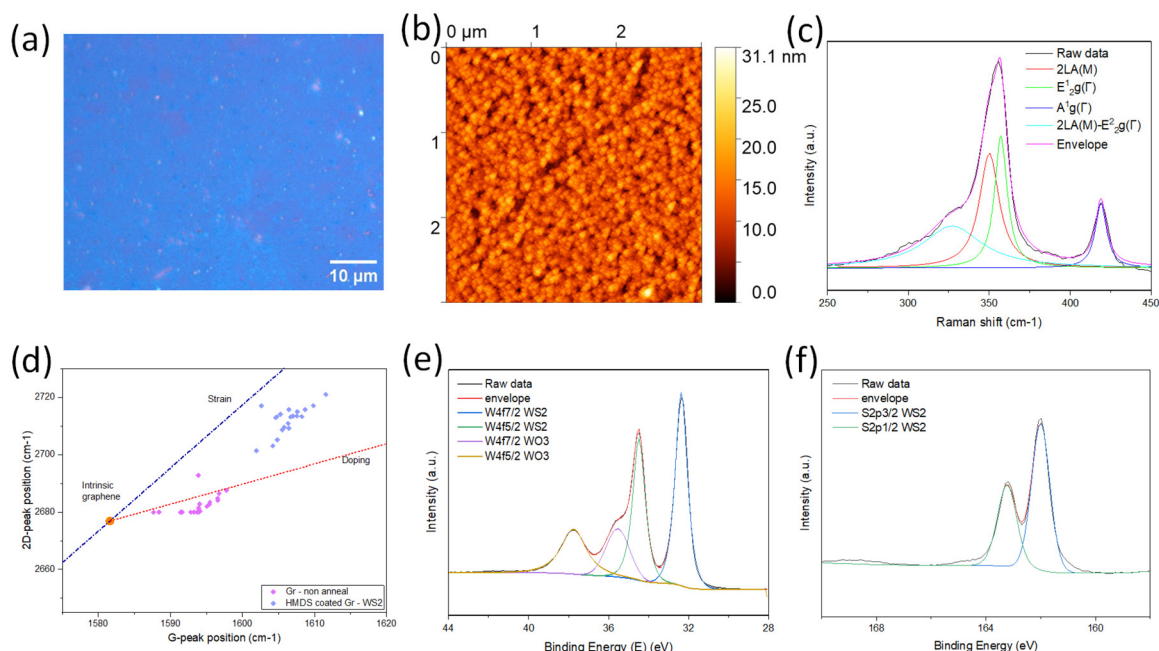 (a)
10 µm
(b)
0 µm 1 2
0
1
2
31.1 nm
25.0
20.0
15.0
10.0
5.0
0.0
(c)
Intensity (a.u.)
Raw data
2LA(M)
E¹₂g(Γ)
A¹g(Γ)
2LA(M)-E²₂g(Γ)
Envelope
250 300 350 400 450
Raman shift (cm-1)
(d)
2D-peak position (cm-1)
2720
2700
2680
2660
Strain
Doping
Intrinsic
graphene
Gr - non anneal
HMDS coated Gr - WS2
1580 1590 1600 1610 1620
G-peak position (cm-1)
(e)
Intensity (a.u.)
Raw data
envelope
W4f7/2 WS2
W4f5/2 WS2
W4f7/2 WO3
W4f5/2 WO3
44 40 36 32 28
Binding Energy (E) (eV)
(f)
Intensity (a.u.)
Raw data
envelope
S2p3/2 WS2
S2p1/2 WS2
168 164 160
Binding Energy (eV)